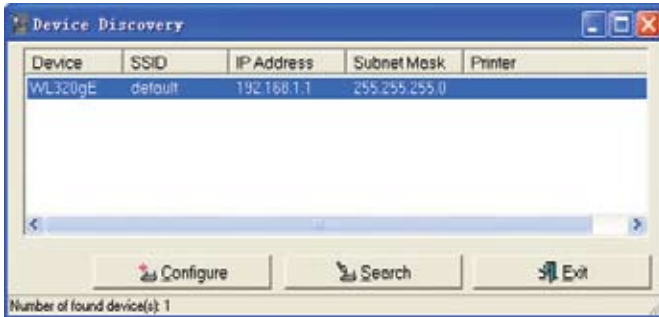 Device Discovery
Device SSID IP Address Subnet Mask Printer
WL320gE default 192.168.1.1 255.255.255.0
Configure Search Exit
Number of found device(s): 1